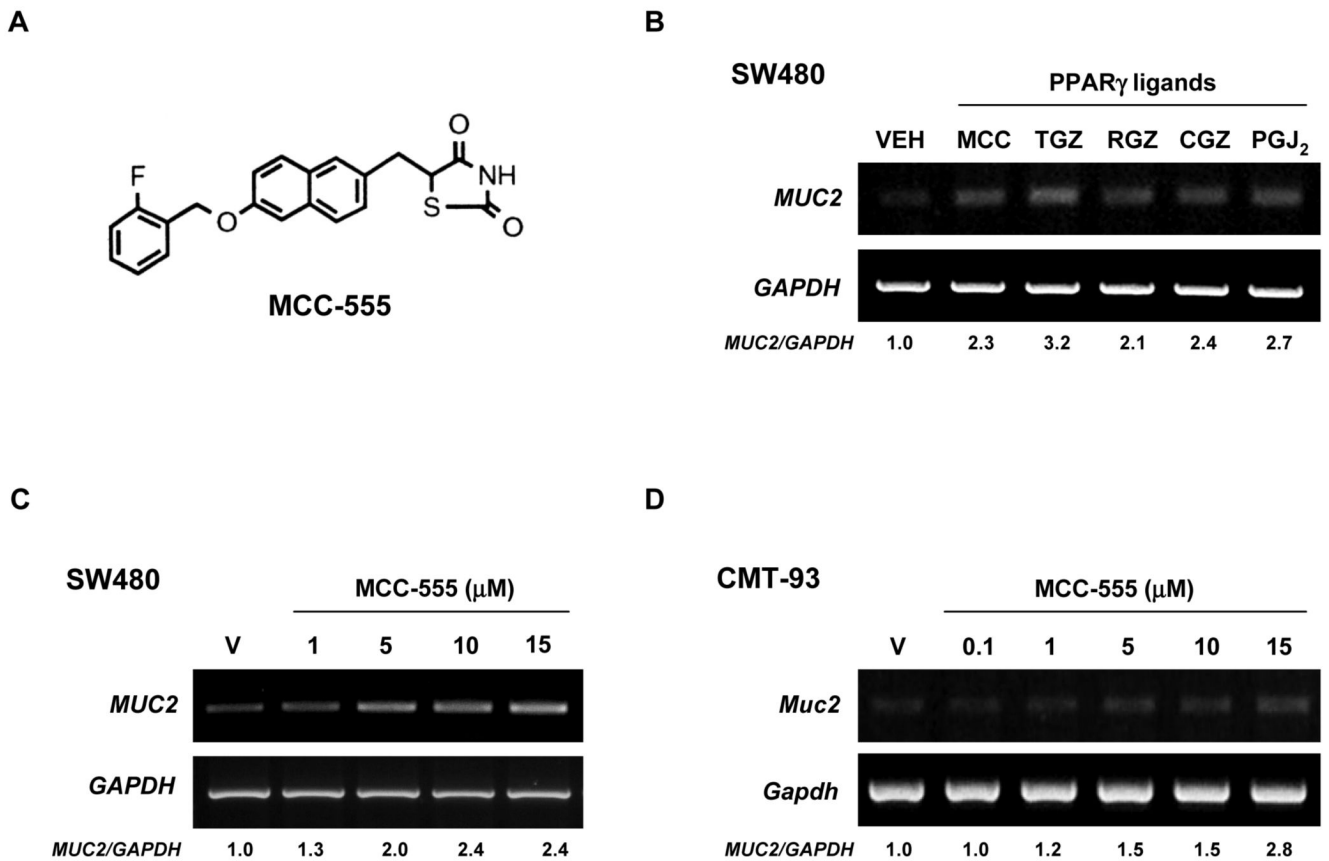 A
F
O
O
NH
S
O
MCC-555
B
SW480
PPARγ ligands
VEH MCC TGZ RGZ CGZ PGJ₂
MUC2
GAPDH
MUC2/GAPDH 1.0 2.3 3.2 2.1 2.4 2.7
C
SW480
MCC-555 (μM)
V 1 5 10 15
MUC2
GAPDH
MUC2/GAPDH 1.0 1.3 2.0 2.4 2.4
D
CMT-93
MCC-555 (μM)
V 0.1 1 5 10 15
Muc2
Gapdh
MUC2/GAPDH 1.0 1.0 1.2 1.5 1.5 2.8